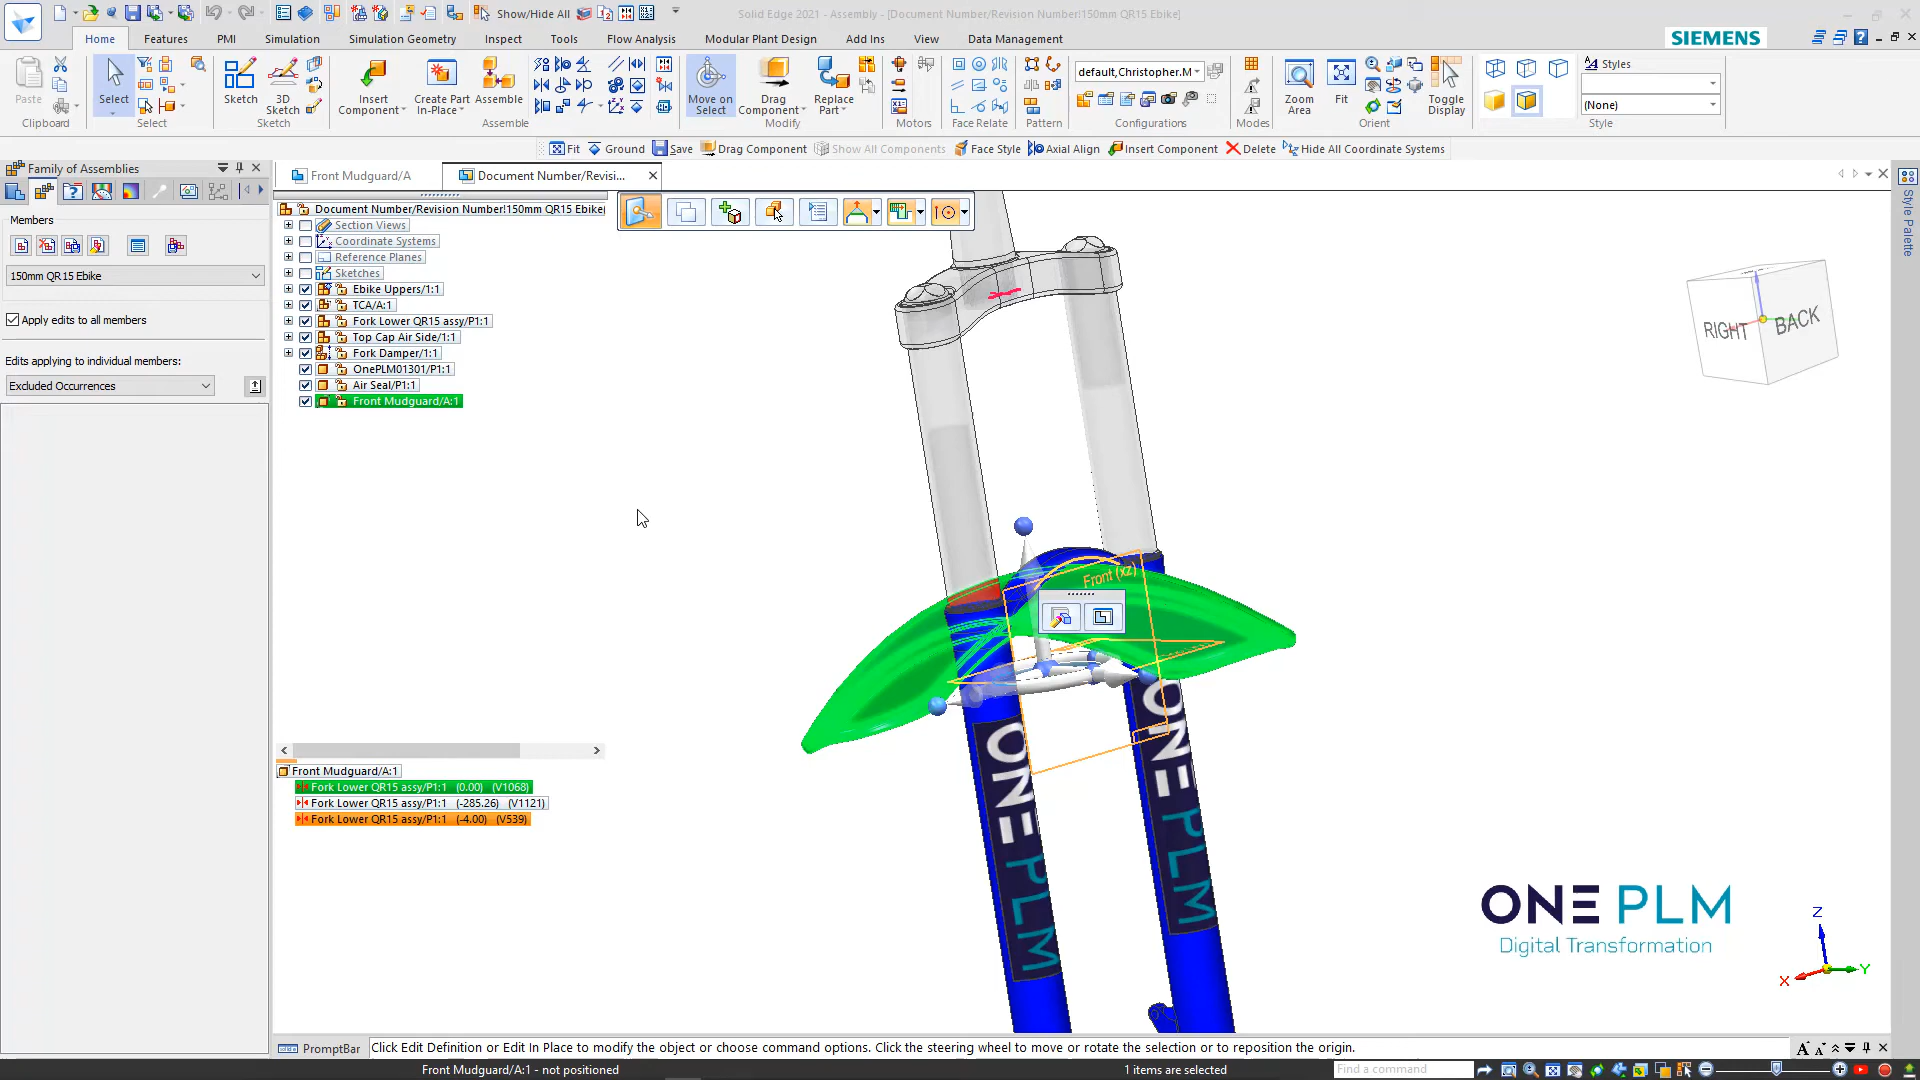 Show/Hide All
Solid Edge 2021 - Assembly - [Document Number/Revision Number!150mm QR15 Ebike]
Home Features PMI Simulation Simulation Geometry Inspect Tools Flow Analysis Modular Plant Design Add Ins View Data Management
SIEMENS
Paste
Clipboard
Select
Select
Sketch
3D Sketch
Sketch
Insert Component
Create Part In-Place
Assemble
Assemble
Move on Select
Drag Component
Replace Part
Modify
Motors
Face Relate
Pattern
default,Christopher.M
Configurations
Modes
Zoom Area
Fit
Orient
Toggle Display
Styles
(None)
Style
Fit Ground Save Drag Component Show All Components Face Style Axial Align Insert Component Delete Hide All Coordinate Systems
Family of Assemblies
Members
150mm QR15 Ebike
Apply edits to all members
Edits applying to individual members:
Excluded Occurrences
Front Mudguard/A
Document Number/Revisi...
Document Number/Revision Number!150mm QR15 Ebike
Section Views
Coordinate Systems
Reference Planes
Sketches
Ebike Uppers/1:1
TCA/A:1
Fork Lower QR15 assy/P1:1
Top Cap Air Side/1:1
Fork Damper/1:1
OnePLM01301/P1:1
Air Seal/P1:1
Front Mudguard/A:1
Front Mudguard/A:1
Fork Lower QR15 assy/P1:1 (0.00) (V1068)
Fork Lower QR15 assy/P1:1 (-285.26) (V1121)
Fork Lower QR15 assy/P1:1 (-4.00) (V539)
RIGHT
BACK
Style Palette
Front (xz)
ONE PLM
ONE PLM
ONE PLM
Digital Transformation
Z
Y
X
PromptBar
Click Edit Definition or Edit In Place to modify the object or choose command options. Click the steering wheel to move or rotate the selection or to reposition the origin.
Front Mudguard/A:1 - not positioned
1 items are selected
Find a command